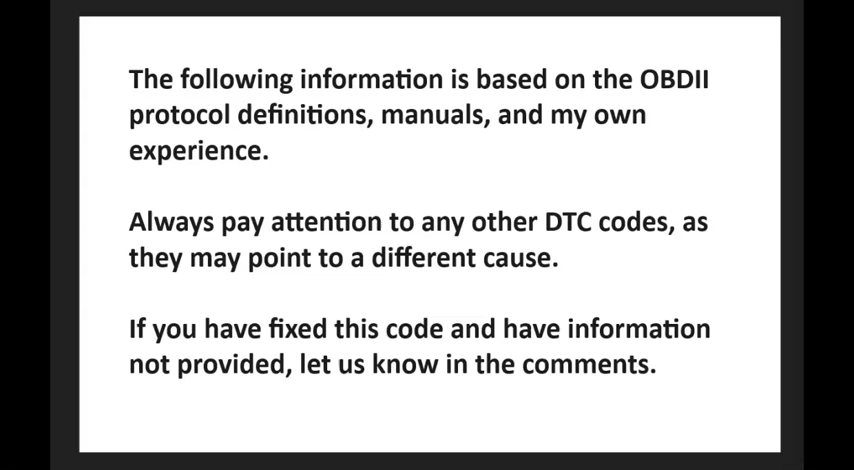 The following information is based on the OBDII
protocol definitions, manuals, and my own
experience.
Always pay attention to any other DTC codes, as
they may point to a different cause.
If you have fixed this code and have information
not provided, let us know in the comments.